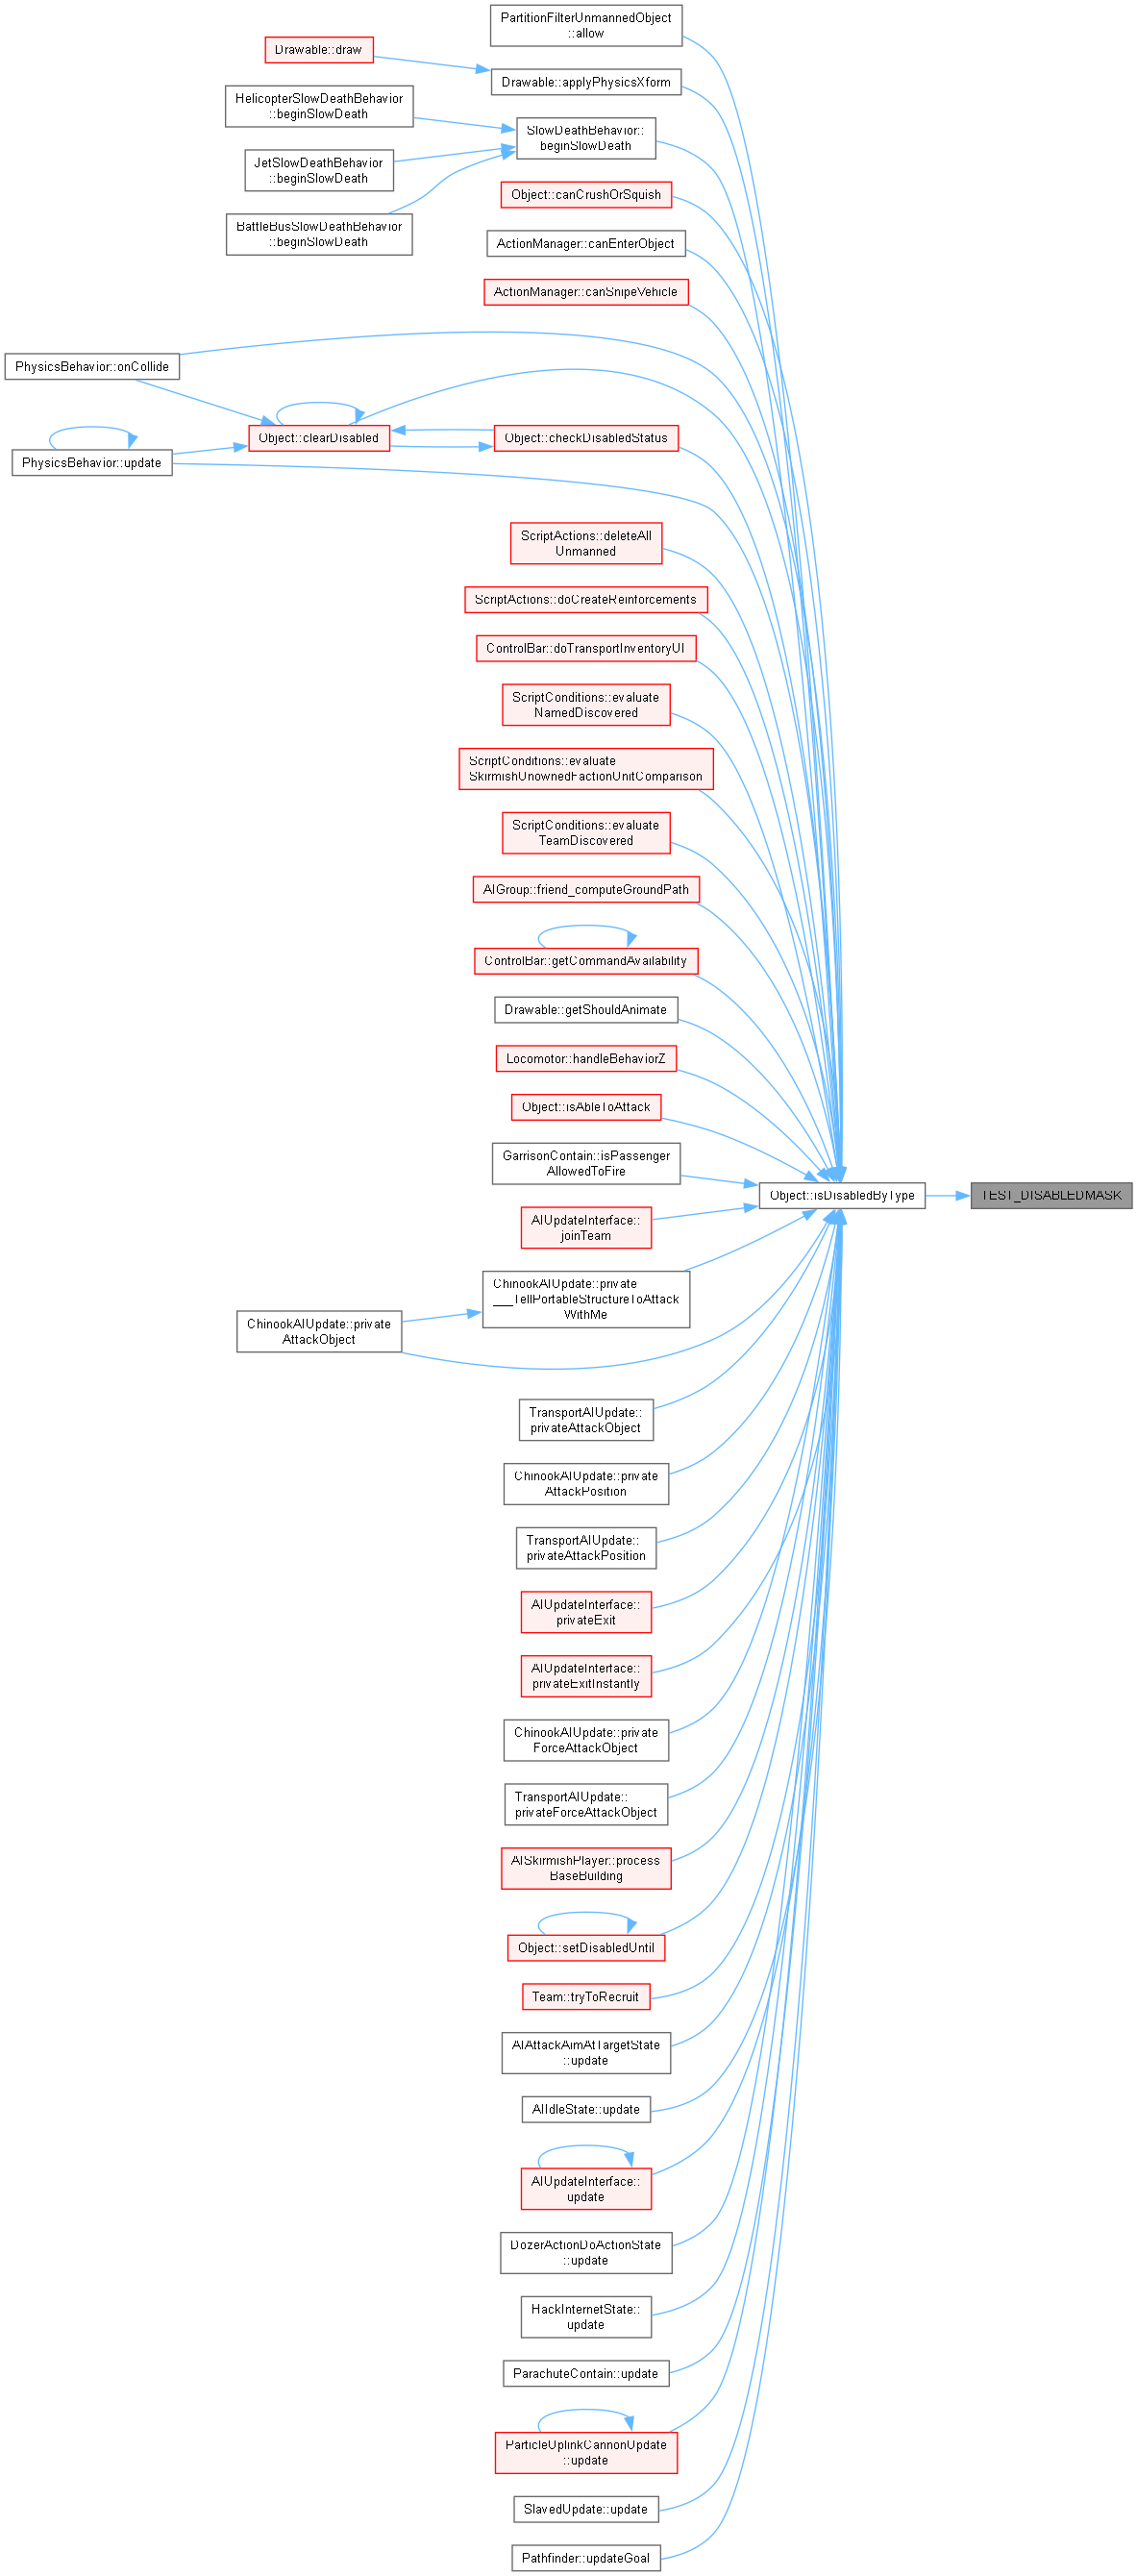 PartitionFilterUnmannedObject
::allow
Drawable::draw
Drawable::applyPhysicsXform
HelicopterSlowDeathBehavior
::beginSlowDeath
SlowDeathBehavior::
beginSlowDeath
JetSlowDeathBehavior
::beginSlowDeath
Object::canCrushOrSquish
BattleBusSlowDeathBehavior
::beginSlowDeath
ActionManager::canEnterObject
ActionManager::canSnipeVehicle
PhysicsBehavior::onCollide
Object::clearDisabled
Object::checkDisabledStatus
PhysicsBehavior::update
ScriptActions::deleteAll
Unmanned
ScriptActions::doCreateReinforcements
ControlBar::doTransportInventoryUI
ScriptConditions::evaluate
NamedDiscovered
ScriptConditions::evaluate
SkirmishUnownedFactionUnitComparison
ScriptConditions::evaluate
TeamDiscovered
AIGroup::friend_computeGroundPath
ControlBar::getCommandAvailability
Drawable::getShouldAnimate
Locomotor::handleBehaviorZ
Object::isAbleToAttack
GarrisonContain::isPassenger
AllowedToFire
Object::isDisabledByType
TEST_DISABLEDMASK
AIUpdateInterface::
joinTeam
ChinookAIUpdate::private
___TellPortableStructureToAttack
WithMe
ChinookAIUpdate::private
AttackObject
TransportAIUpdate::
privateAttackObject
ChinookAIUpdate::private
AttackPosition
TransportAIUpdate::
privateAttackPosition
AIUpdateInterface::
privateExit
AIUpdateInterface::
privateExitInstantly
ChinookAIUpdate::private
ForceAttackObject
TransportAIUpdate::
privateForceAttackObject
AISkirmishPlayer::process
BaseBuilding
Object::setDisabledUntil
Team::tryToRecruit
AIAttackAimAtTargetState
::update
AIIdleState::update
AIUpdateInterface::
update
DozerActionDoActionState
::update
HackInternetState::
update
ParachuteContain::update
ParticleUplinkCannonUpdate
::update
SlavedUpdate::update
Pathfinder::updateGoal